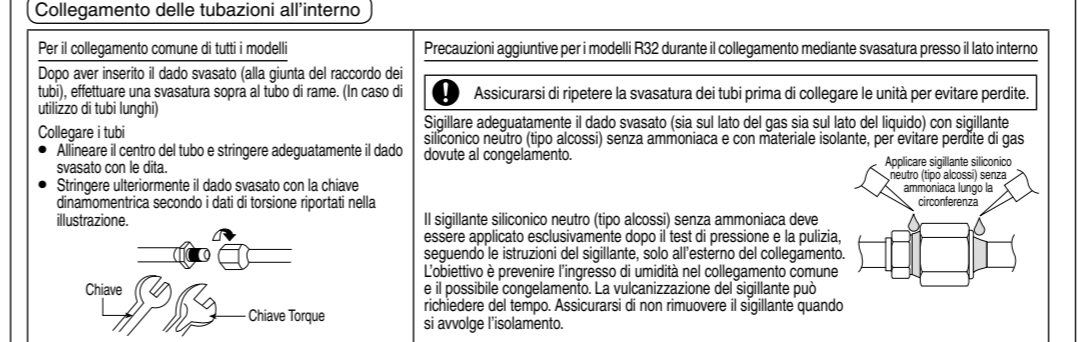 Collegamento delle tubazioni all'interno
Per il collegamento comune di tutti i modelli
Dopo aver inserito il dado svasato (alla giunta del raccordo dei
tubi), effettuare una svasatura sopra al tubo di rame. (In caso di
utilizzo di tubi lunghi)
Collegare i tubi
● Allineare il centro del tubo e stringere adeguatamente il dado
svasato con le dita.
● Stringere ulteriormente il dado svasato con la chiave
dinamometrica secondo i dati di torsione riportati nella
illustrazione.
Chiave
Chiave Torque
Precauzioni aggiuntive per i modelli R32 durante il collegamento mediante svasatura presso il lato interno
Assicurarsi di ripetere la svasatura dei tubi prima di collegare le unità per evitare perdite.
Sigillare adeguatamente il dado svasato (sia sul lato del gas sia sul lato del liquido) con sigillante
siliconico neutro (tipo alcossi) senza ammoniaca e con materiale isolante, per evitare perdite di gas
dovute al congelamento.
Applicare sigillante siliconico
neutro (tipo alcossi) senza
ammoniaca lungo la
circonferenza
Il sigillante siliconico neutro (tipo alcossi) senza ammoniaca deve
essere applicato esclusivamente dopo il test di pressione e la pulizia,
seguendo le istruzioni del sigillante, solo all'esterno del collegamento.
L'obiettivo è prevenire l'ingresso di umidità nel collegamento comune
e il possibile congelamento. La vulcanizzazione del sigillante può
richiedere del tempo. Assicurarsi di non rimuovere il sigillante quando
si avvolge l'isolamento.